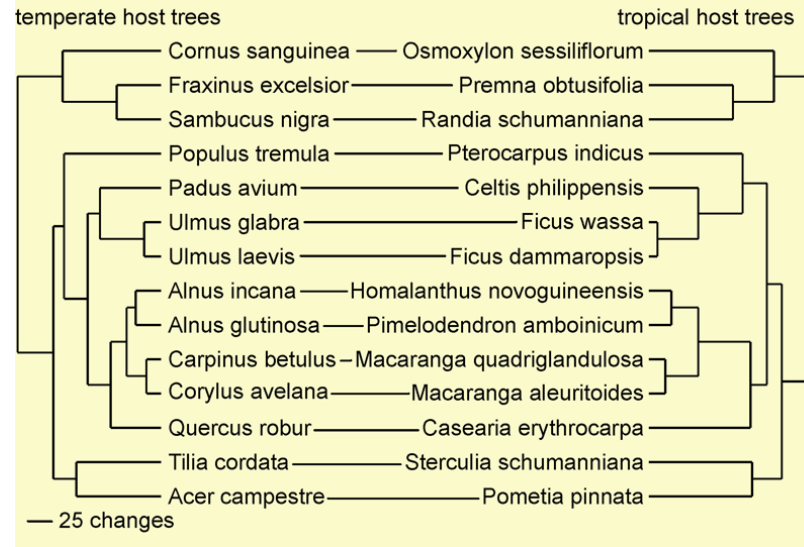 temperate host trees tropical host trees
Cornus sanguinea Osmoxylon sessiliflorum
Fraxinus excelsior Premna obtusifolia
Sambucus nigra Randia schumanniana
Populus tremula Pterocarpus indicus
Padus avium Celtis philippensis
Ulmus glabra Ficus wassa
Ulmus laevis Ficus dammaropsis
Alnus incana Homalanthus novoguineensis
Alnus glutinosa Pimelodendron amboinicum
Carpinus betulus Macaranga quadriglandulosa
Corylus avelana Macaranga aleuritoides
Quercus robur Casearia erythrocarpa
Tilia cordata Sterculia schumanniana
Acer campestre Pometia pinnata
25 changes